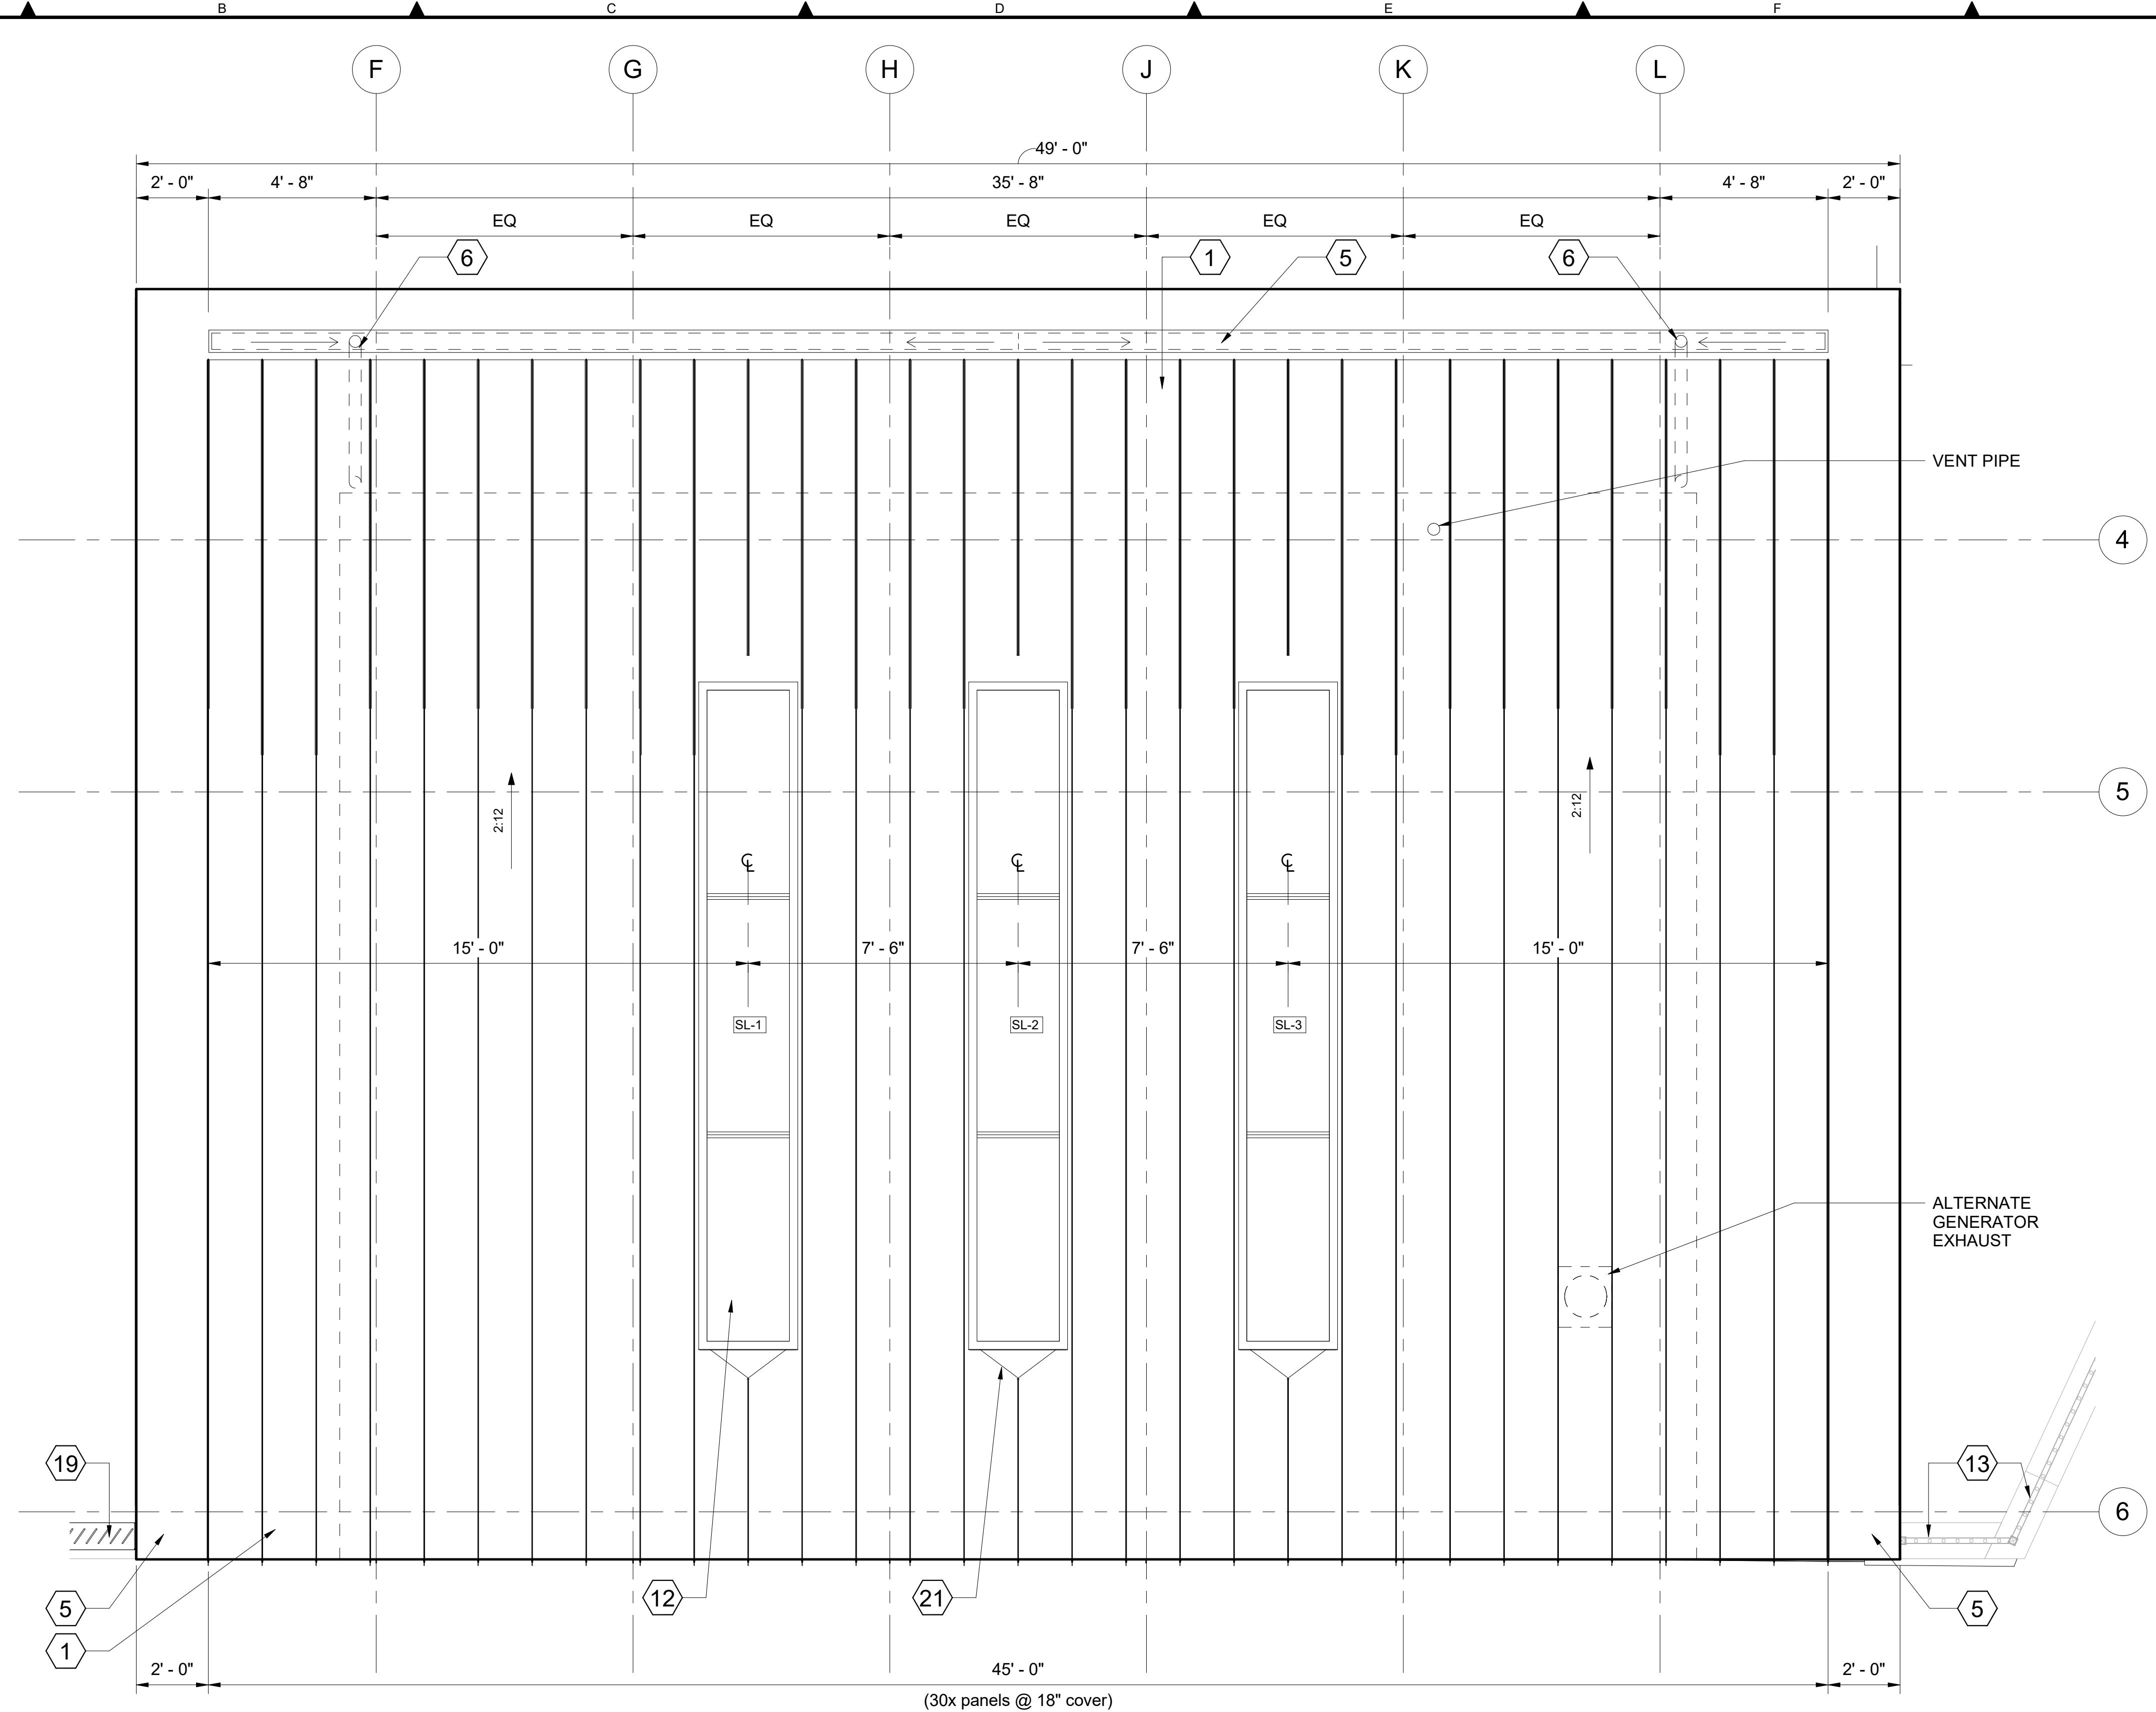 B C D E F
F G H J K L
49' - 0"
2' - 0" 4' - 8" 35' - 8" 4' - 8" 2' - 0"
EQ EQ EQ EQ EQ
6 1 5 6
VENT PIPE
4
5
2:12 2:12
℄ ℄ ℄
15' - 0" 7' - 6" 7' - 6" 15' - 0"
SL-1 SL-2 SL-3
ALTERNATE
GENERATOR
EXHAUST
19 13
6
12 21
5 5
1
2' - 0" 45' - 0" 2' - 0"
(30x panels @ 18" cover)